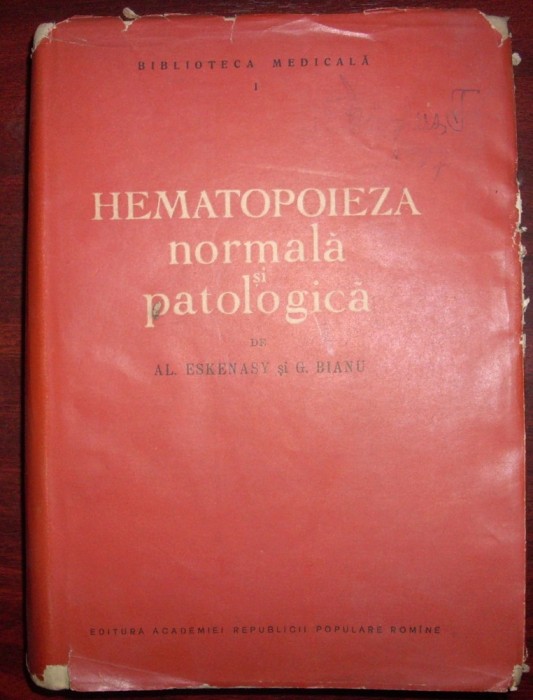 BIBLIOTECA MEDICALĂ
I
HEMATOPOIEZA
normală
și
patologică
DE
AL. ESKENASY și G. BIANU
EDITURA ACADEMIEI REPUBLICII POPULARE ROMÎNE